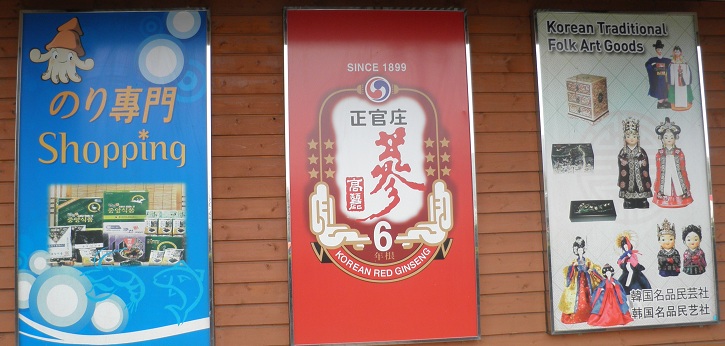 のり専門
Shopping
SINCE 1899
正官庄
蔘
高麗
6
年根
KOREAN RED GINSENG
Korean Traditional
Folk Art Goods
韓国名品民芸社
韩国名品民艺社